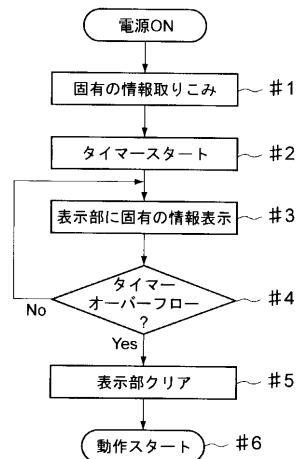 電源ON
固有の情報取りこみ ♯1
タイマースタート ♯2
表示部に固有の情報表示 ♯3
タイマー
オーバーフロー ♯4
?
No
Yes
表示部クリア ♯5
動作スタート ♯6